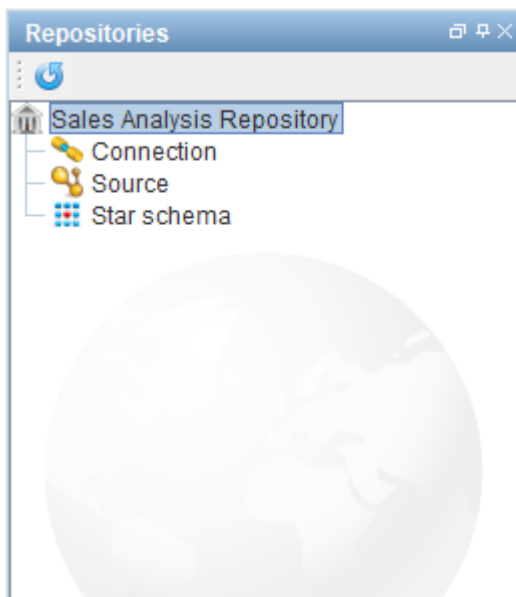 Repositories
Sales Analysis Repository
Connection
Source
Star schema